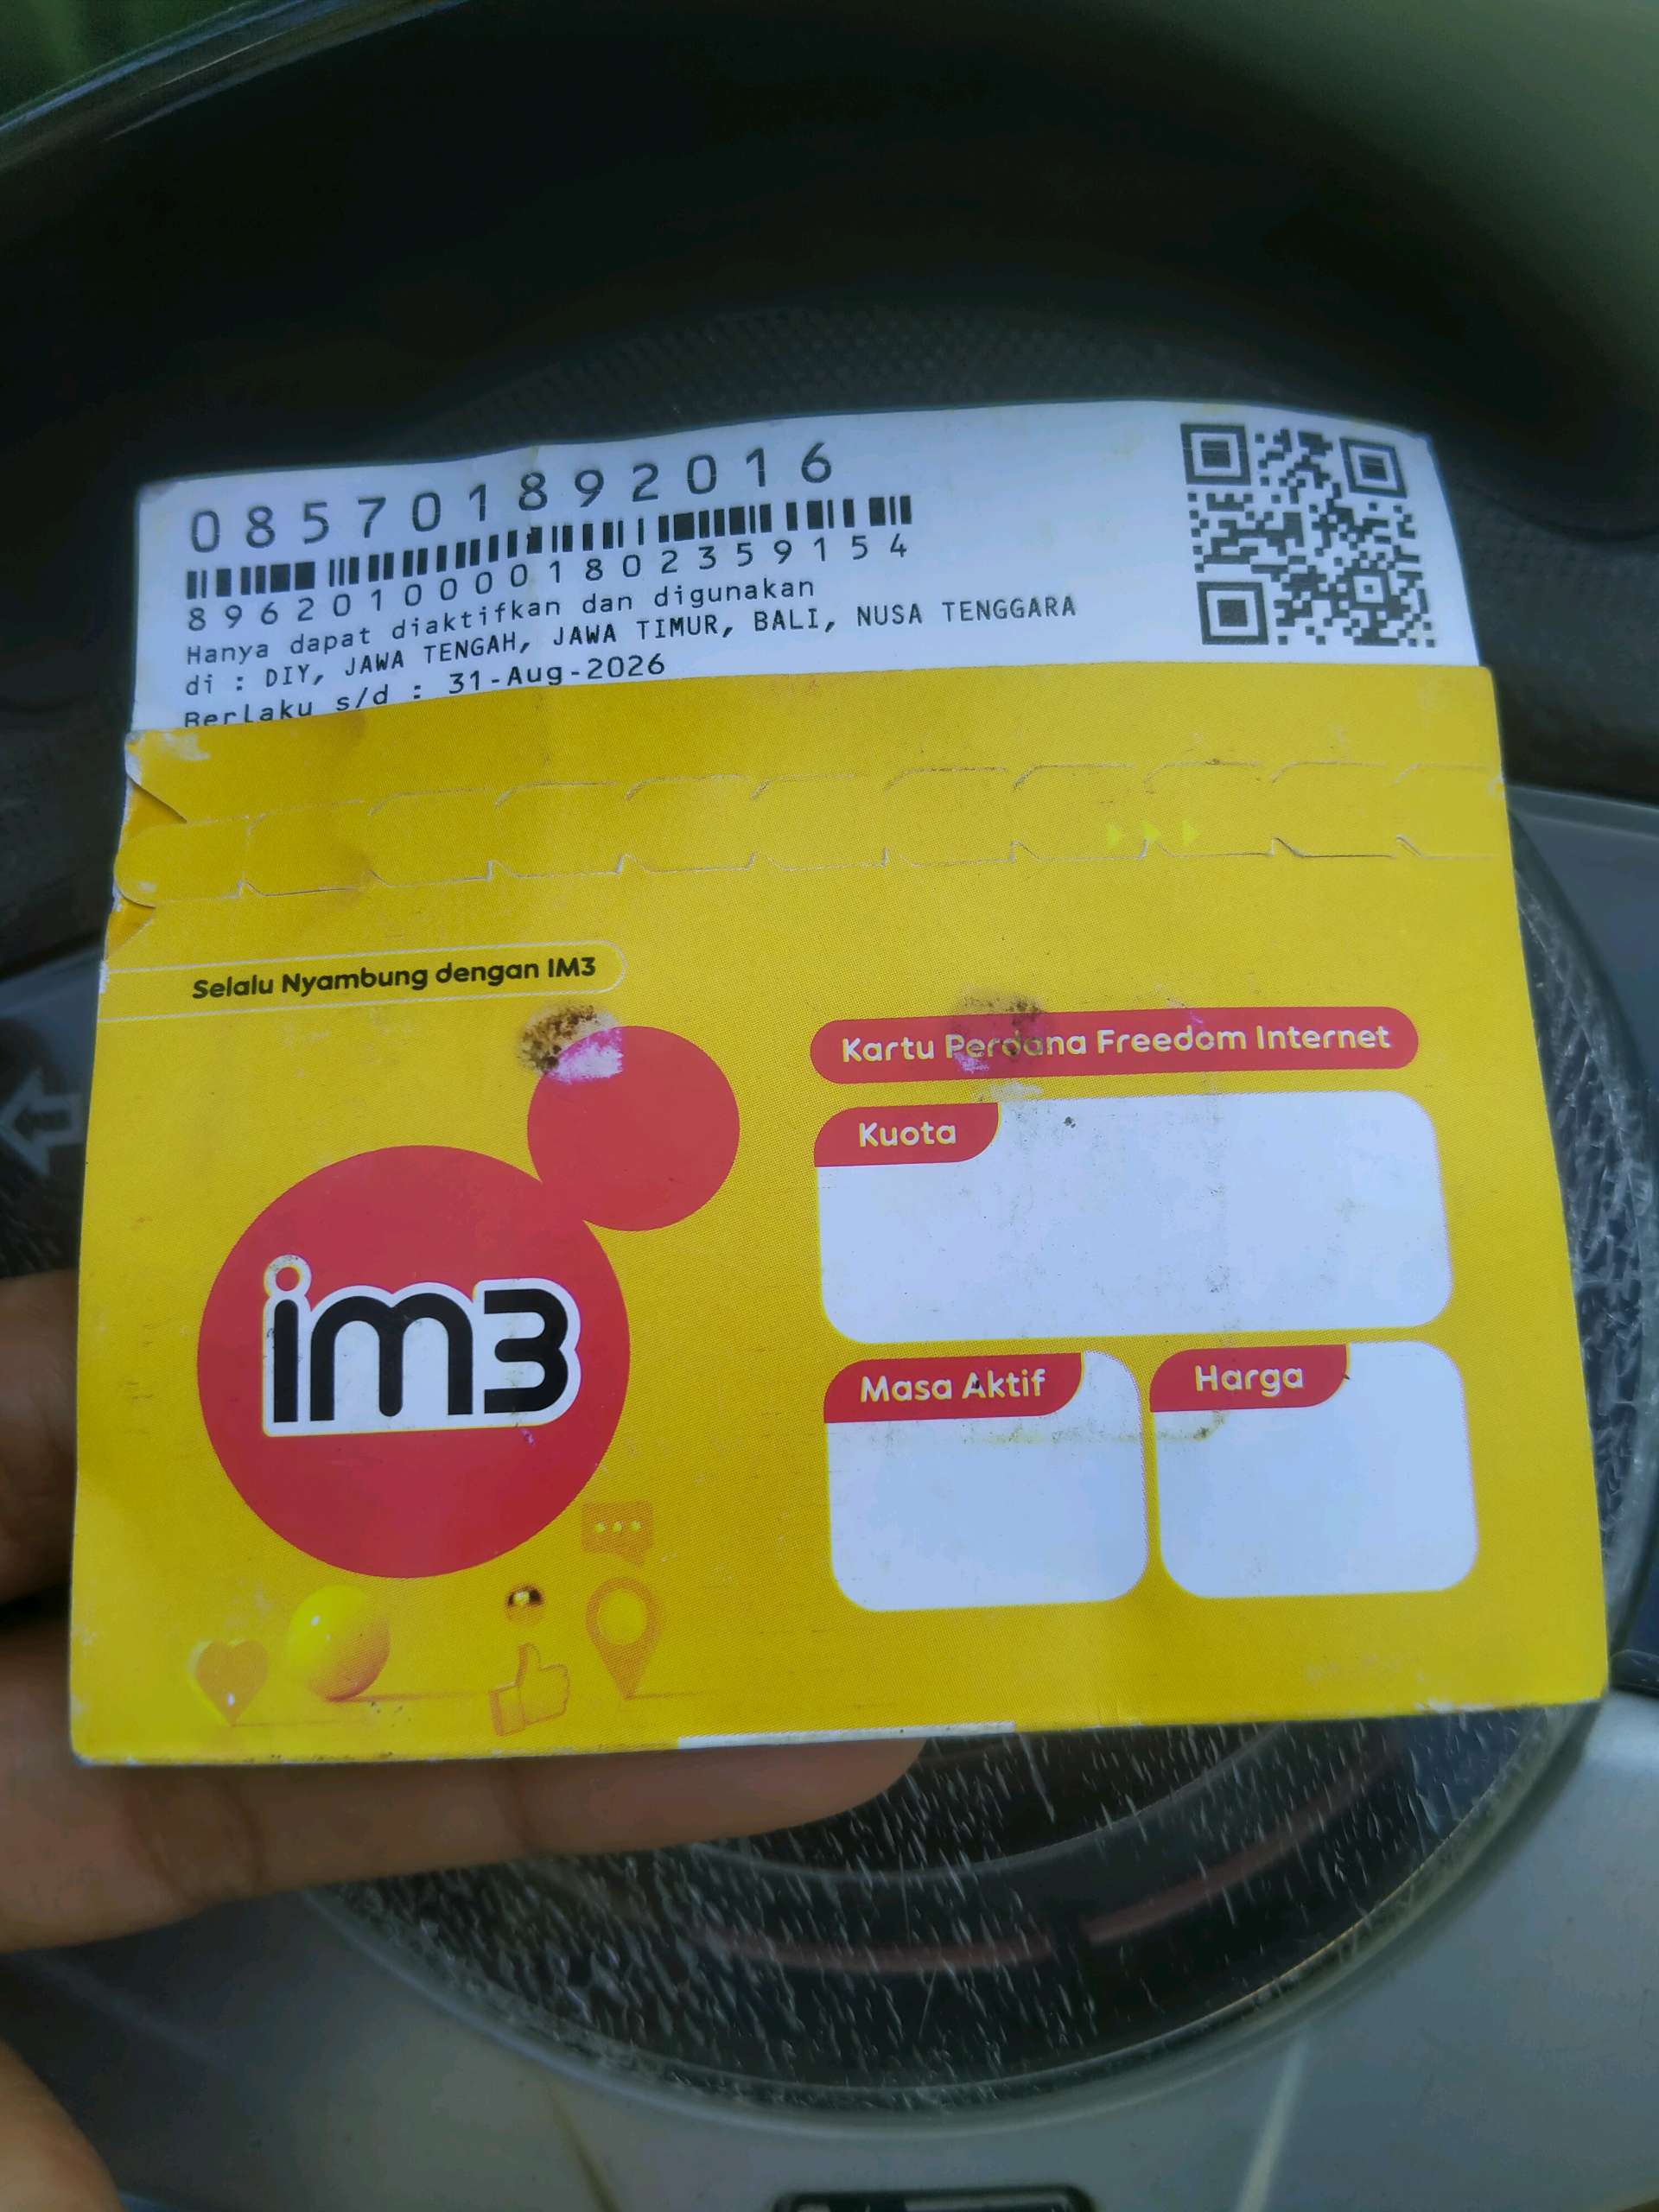 085701892016
89620100001802359154
Hanya dapat diaktifkan dan digunakan
di : DIY, JAWA TENGAH, JAWA TIMUR, BALI, NUSA TENGGARA
Berlaku s/d : 31-Aug-2026
Selalu Nyambung dengan IM3
im3
Kartu Perdana Freedom Internet
Kuota
Masa Aktif
Harga